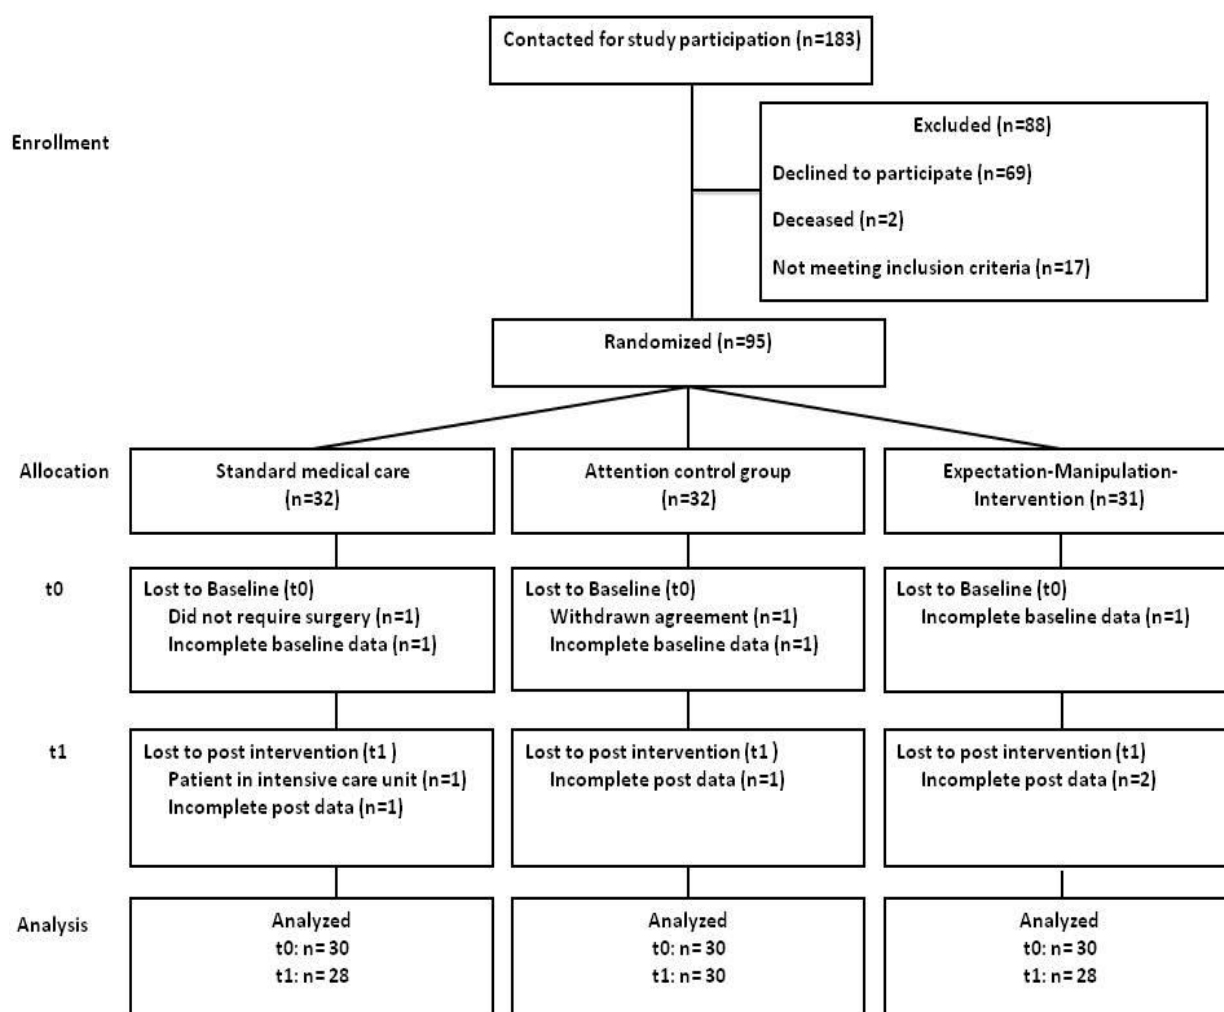 Contacted for study participation (n=183)
Enrollment
Excluded (n=88)
Declined to participate (n=69)
Deceased (n=2)
Not meeting inclusion criteria (n=17)
Randomized (n=95)
Allocation
Standard medical care
(n=32)
Attention control group
(n=32)
Expectation-Manipulation-
Intervention (n=31)
t0
Lost to Baseline (t0)
Did not require surgery (n=1)
Incomplete baseline data (n=1)
Lost to Baseline (t0)
Withdrawn agreement (n=1)
Incomplete baseline data (n=1)
Lost to Baseline (t0)
Incomplete baseline data (n=1)
t1
Lost to post intervention (t1 )
Patient in intensive care unit (n=1)
Incomplete post data (n=1)
Lost to post intervention (t1 )
Incomplete post data (n=1)
Lost to post intervention (t1)
Incomplete post data (n=2)
Analysis
Analyzed
t0: n= 30
t1: n= 28
Analyzed
t0: n= 30
t1: n= 30
Analyzed
t0: n= 30
t1: n= 28